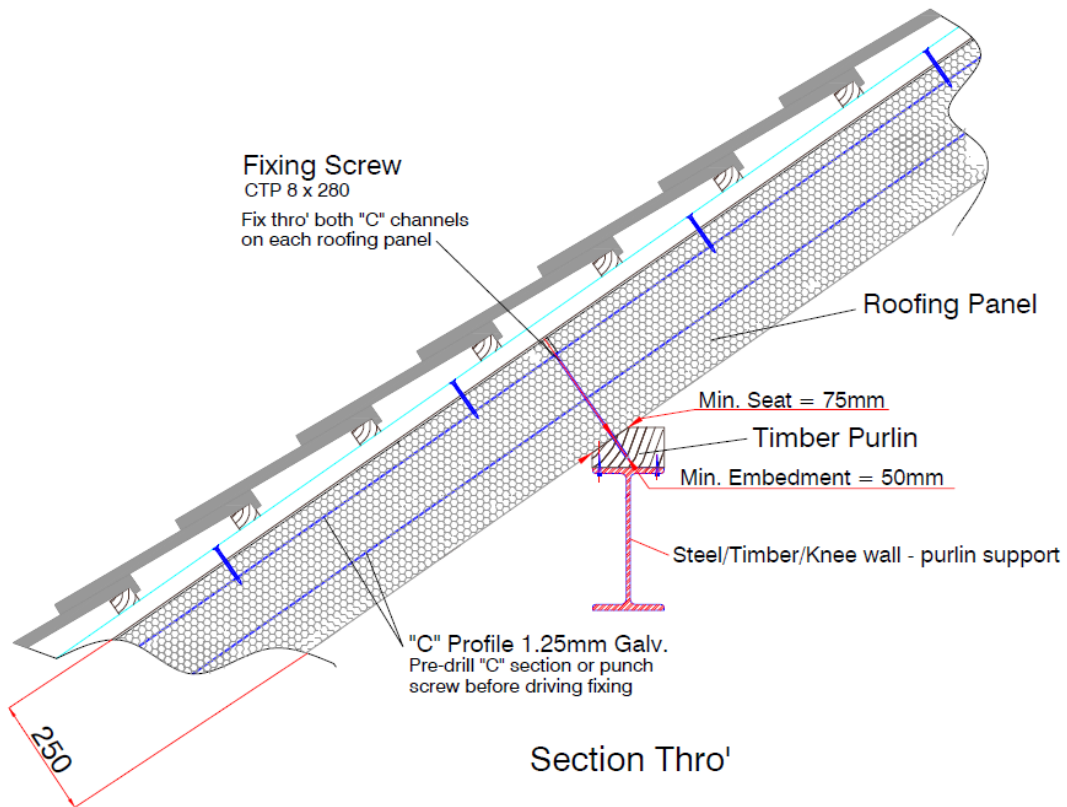 Fixing Screw
CTP 8 x 280
Fix thro' both "C" channels
on each roofing panel
Roofing Panel
Min. Seat = 75mm
Timber Purlin
Min. Embedment = 50mm
Steel/Timber/Knee wall - purlin support
"C" Profile 1.25mm Galv.
Pre-drill "C" section or punch
screw before driving fixing
250
Section Thro'